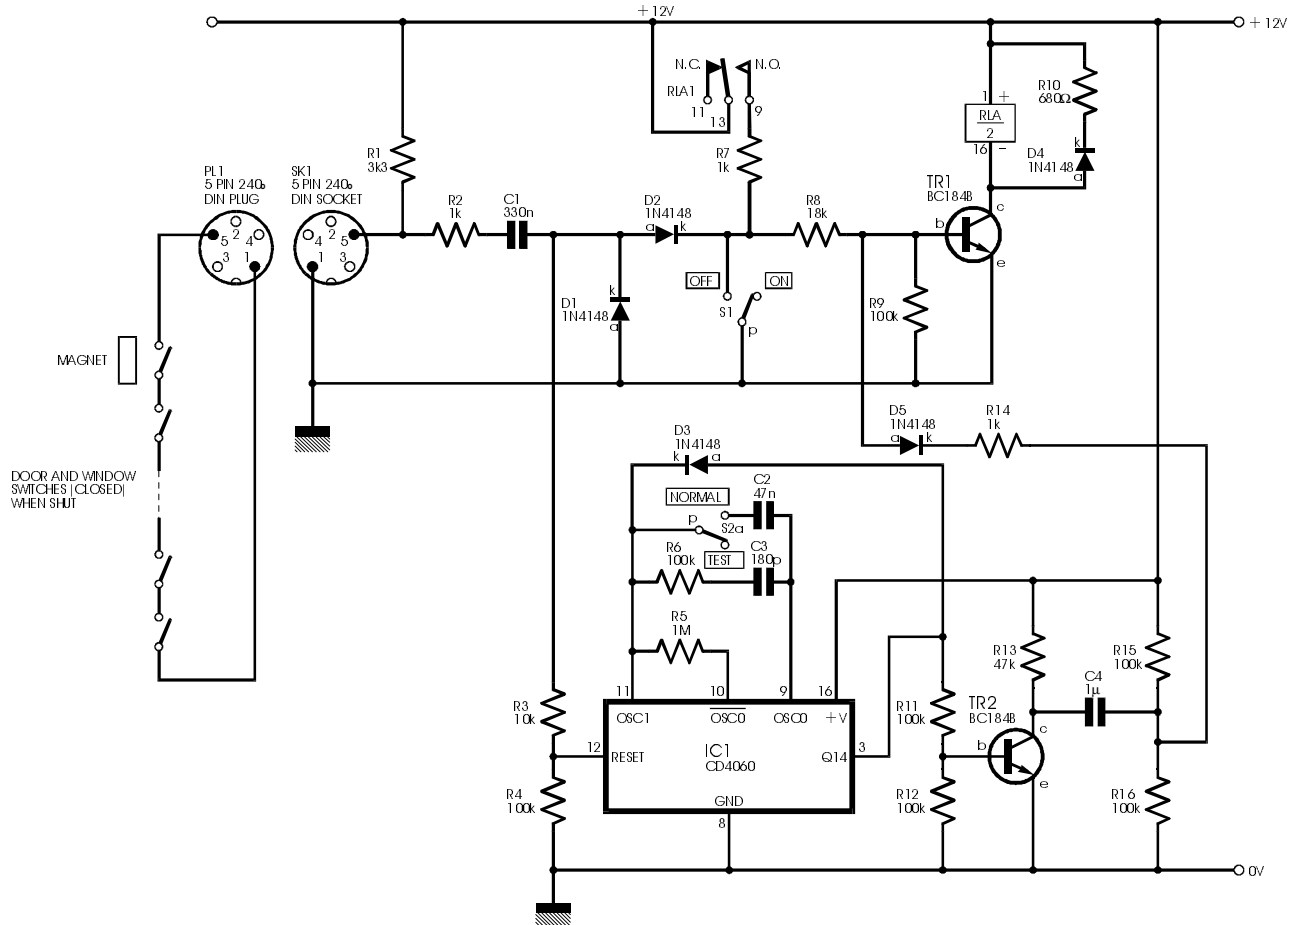 +12V
+12V
N.C.
N.O.
RLA1
11
13
9
R10
680Ω
1
+
RLA
2
16
−
D4
1N4148
k
a
R1
3k3
R7
1k
PL1
5 PIN 240°
DIN PLUG
SK1
5 PIN 240°
DIN SOCKET
5
2
4
1
3
4
2
5
1
3
R2
1k
C1
330n
D2
1N4148
a
k
R8
18k
TR1
BC184B
c
b
e
OFF
ON
S1
p
D1
1N4148
k
a
R9
100k
MAGNET
DOOR AND WINDOW
SWITCHES (CLOSED)
WHEN SHUT
D5
1N4148
a
k
R14
1k
D3
1N4148
k
a
C2
47n
NORMAL
p
S2a
TEST
R6
100k
C3
180p
R5
1M
11
10
9
16
OSC1
OSC0
OSC0
+V
R3
10k
12
RESET
IC1
CD4060
Q14
3
GND
8
R4
100k
R11
100k
R12
100k
TR2
BC184B
b
c
e
R13
47k
C4
1µ
R15
100k
R16
100k
0V